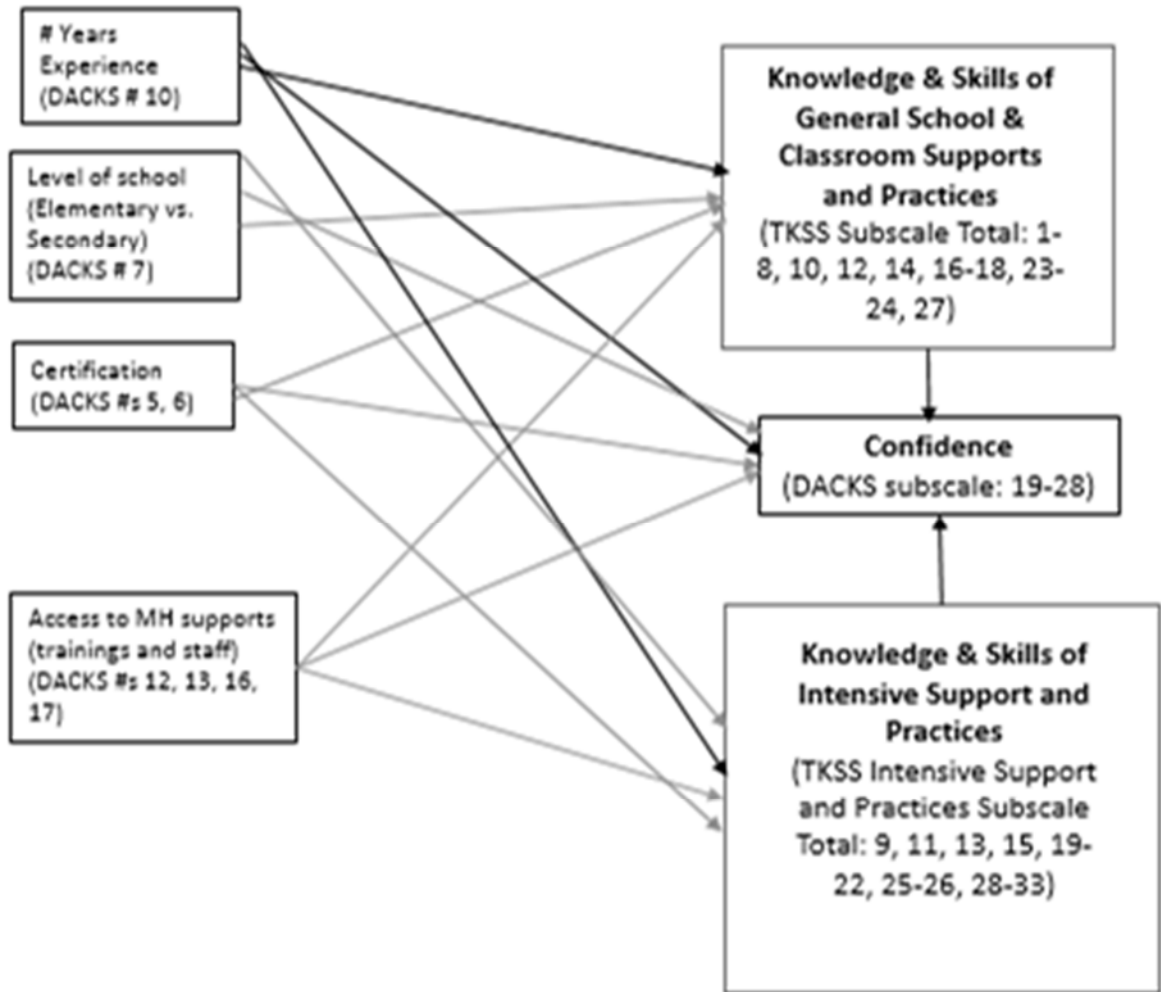 # Years
Experience
(DACKS # 10)
Level of school
(Elementary vs.
Secondary)
(DACKS # 7)
Certification
(DACKS #s 5, 6)
Access to MH supports
(trainings and staff)
(DACKS #s 12, 13, 16,
17)
Knowledge & Skills of
General School &
Classroom Supports
and Practices
(TKSS Subscale Total: 1-
8, 10, 12, 14, 16-18, 23-
24, 27)
Confidence
(DACKS subscale: 19-28)
Knowledge & Skills of
Intensive Support and
Practices
(TKSS Intensive Support
and Practices Subscale
Total: 9, 11, 13, 15, 19-
22, 25-26, 28-33)